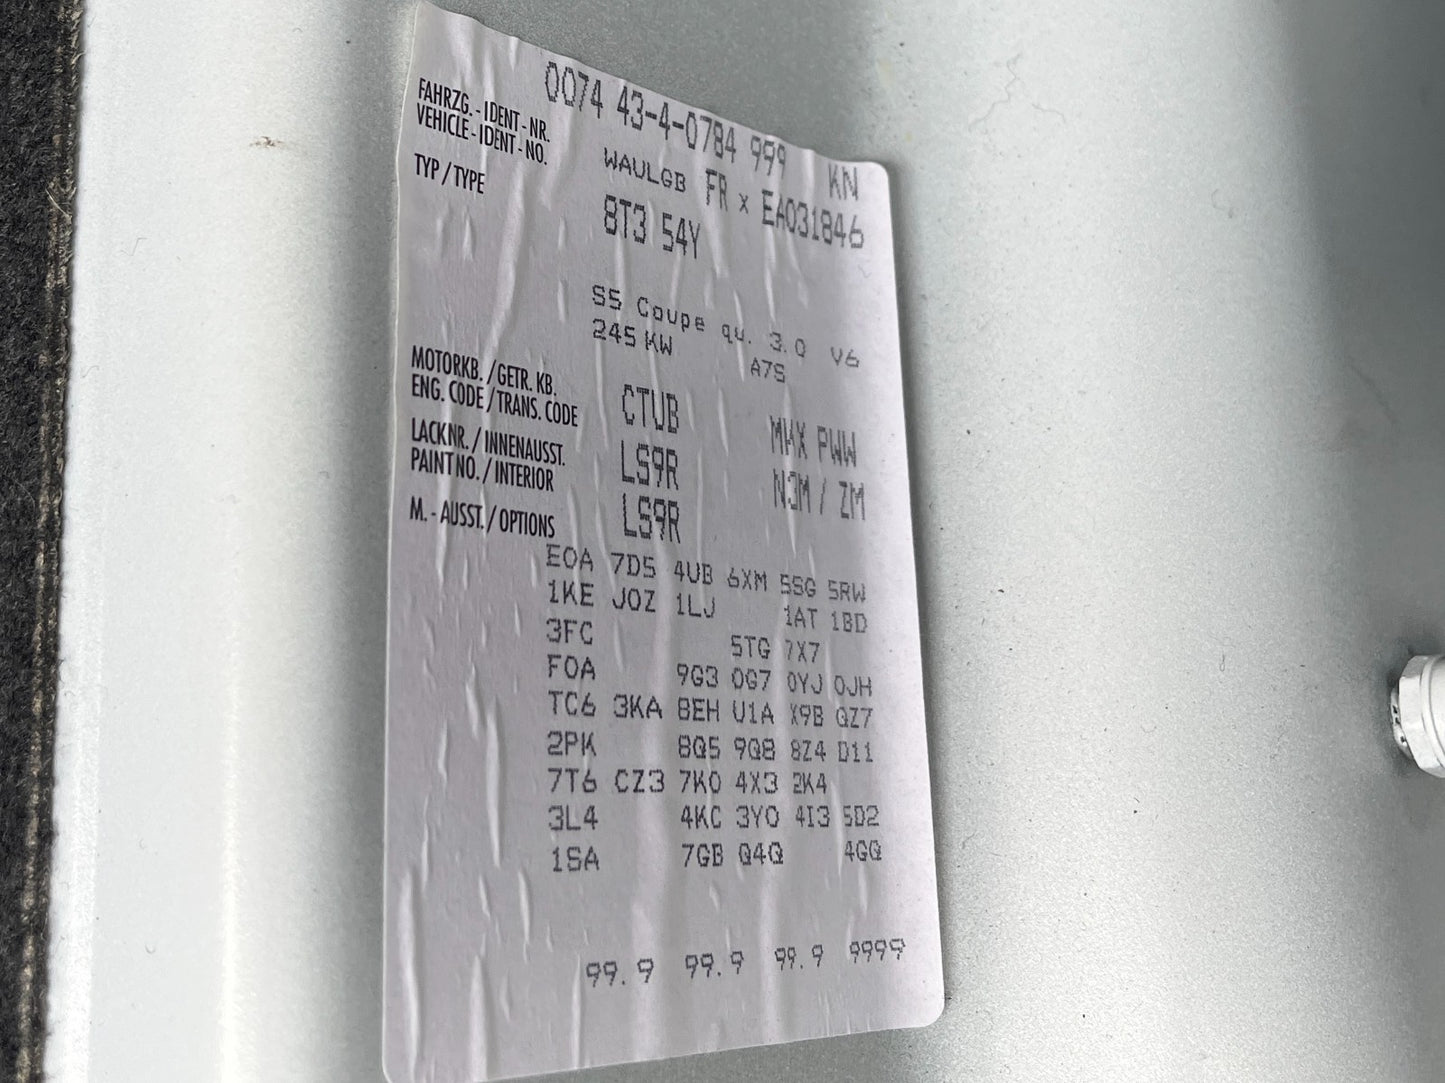 0074 43-4-0784 999 KN
FAHRZG. - IDENT - NR.
VEHICLE - IDENT - NO. WAULGB FR x EA031846
TYP / TYPE 8T3 54Y
S5 Coupe qu. 3.0 V6
245 KW A7S
MOTORKB. / GETR. KB.
ENG. CODE / TRANS. CODE CTUB MHX PWW
LACKNR. / INNENAUSST. LS9R N3M / ZM
PAINT NO. / INTERIOR LS9R
M. - AUSST. / OPTIONS
E0A 7D5 4UB 6XM 5SG 5RW
1KE J0Z 1LJ 1AT 1BD
3FC 5TG 7X7
F0A 9G3 0G7 0YJ 0JH
TC6 3KA 8EH U1A X9B QZ7
2PK 8Q5 9Q8 8Z4 D11
7T6 CZ3 7K0 4X3 2K4
3L4 4KC 3Y0 4I3 5D2
1SA 7GB Q4Q 4GQ
99.9 99.9 99.9 9999